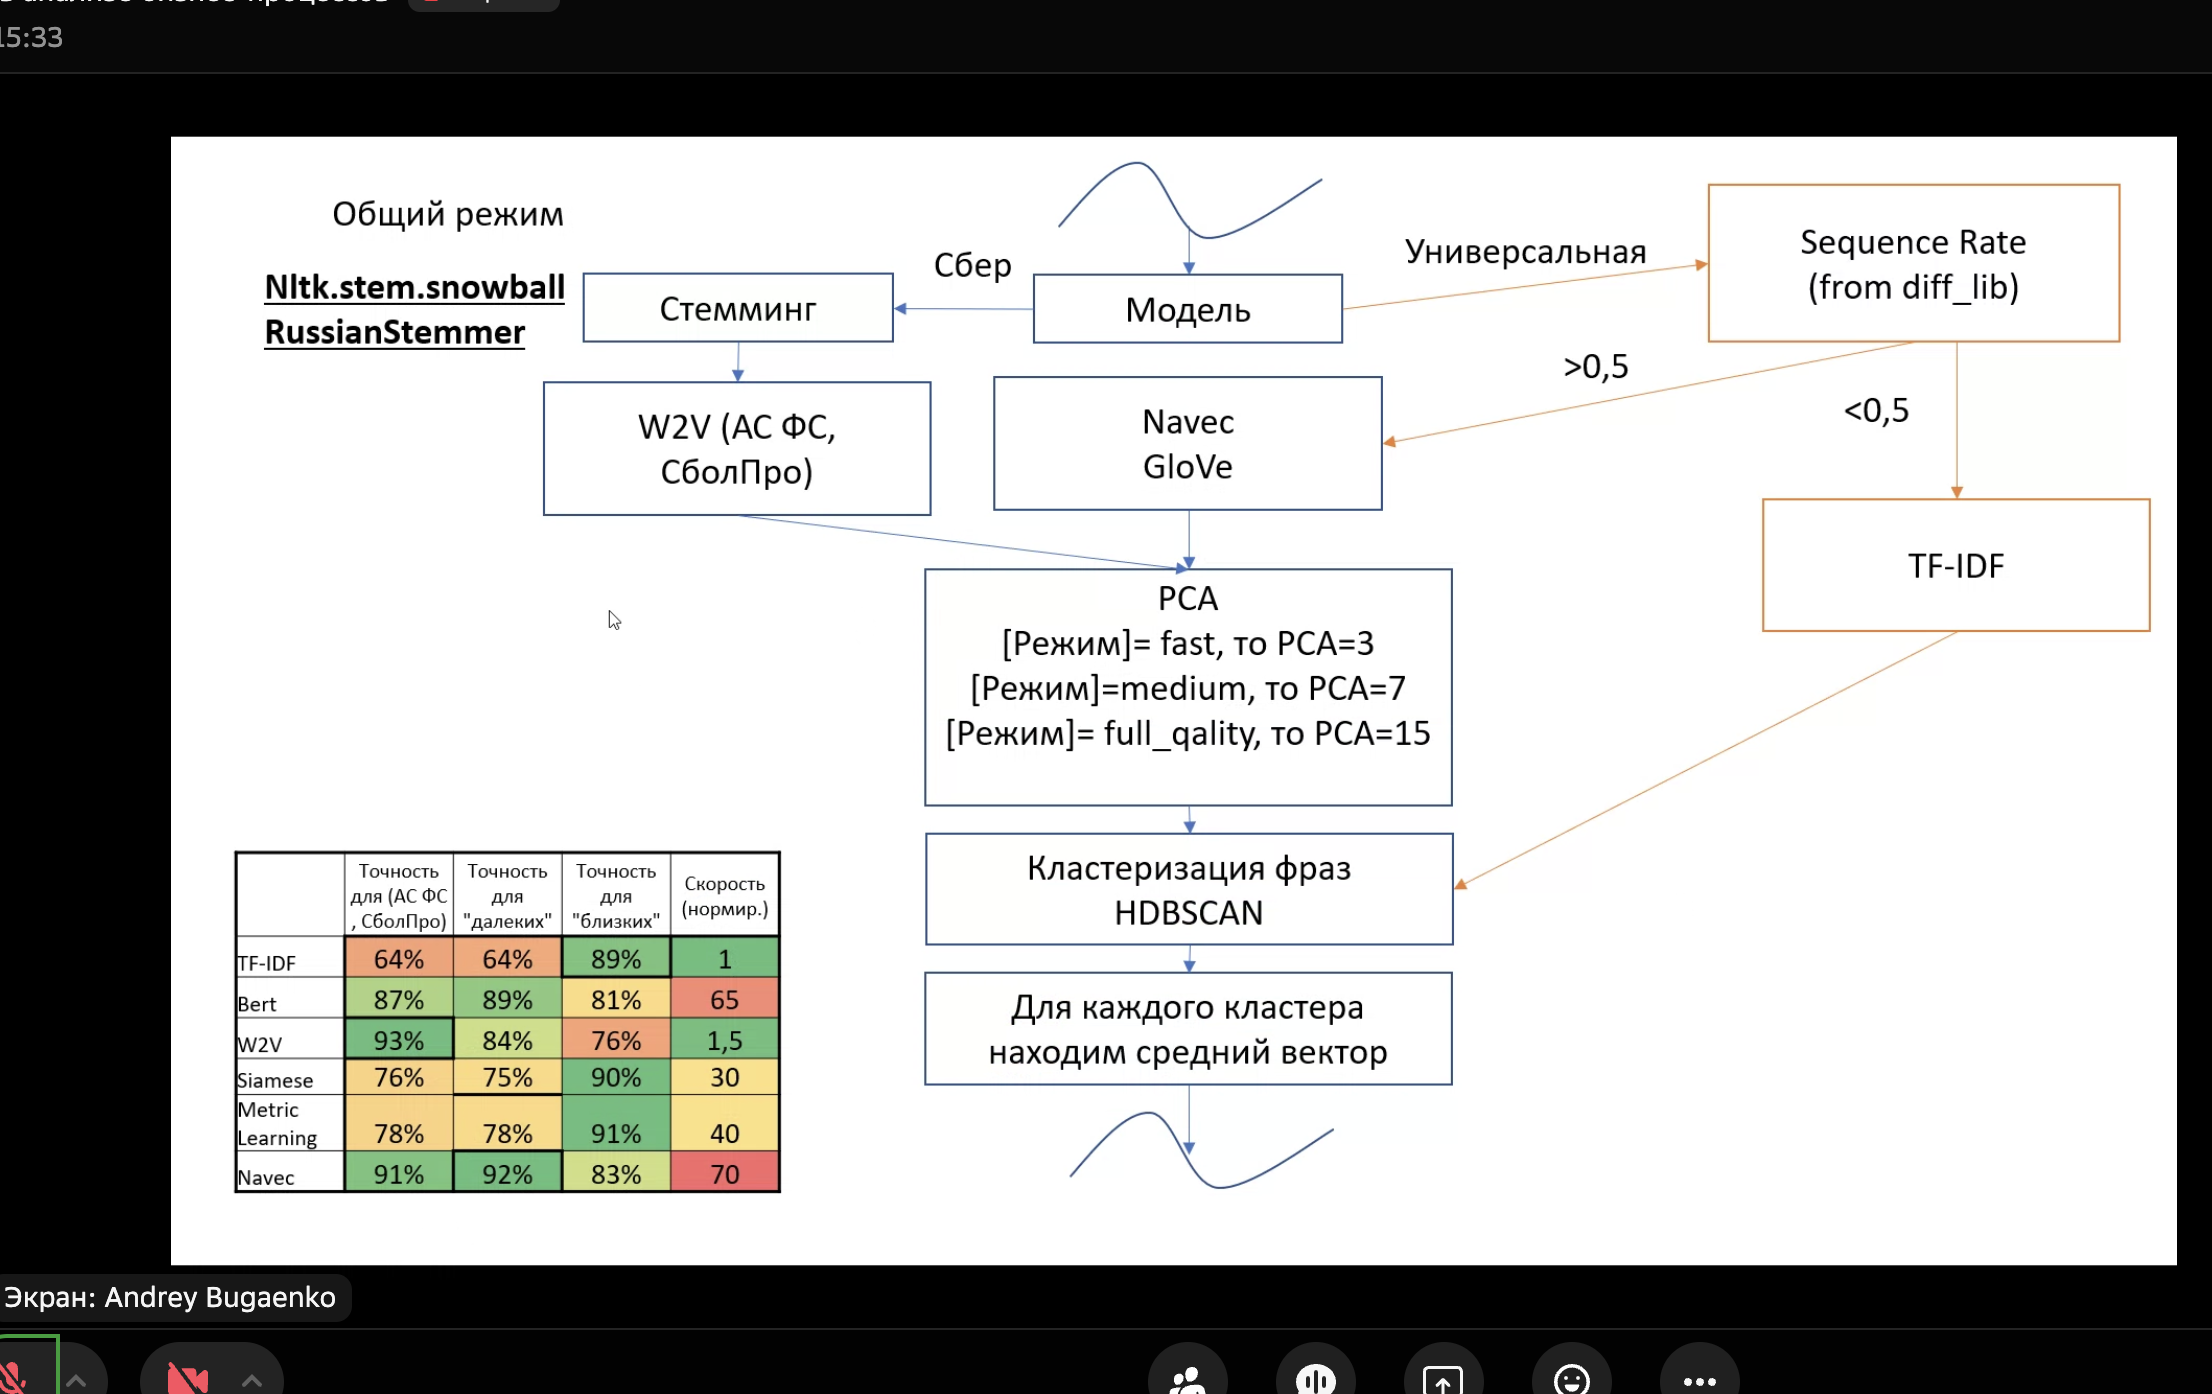 15:33
Общий режим
Nltk.stem.snowball
RussianStemmer
Стемминг
Сбер
Модель
Универсальная
Sequence Rate
(from diff_lib)
>0,5
<0,5
W2V (АС ФС,
СболПро)
Navec
GloVe
TF-IDF
PCA
[Режим]= fast, то PCA=3
[Режим]=medium, то PCA=7
[Режим]= full_qality, то PCA=15
Кластеризация фраз
HDBSCAN
Для каждого кластера
находим средний вектор
Точность
для (АС ФС
, СболПро)
Точность
для
"далеких"
Точность
для
"близких"
Скорость
(нормир.)
TF-IDF 64% 64% 89% 1
Bert 87% 89% 81% 65
W2V 93% 84% 76% 1,5
Siamese 76% 75% 90% 30
Metric
Learning 78% 78% 91% 40
Navec 91% 92% 83% 70
Экран: Andrey Bugaenko